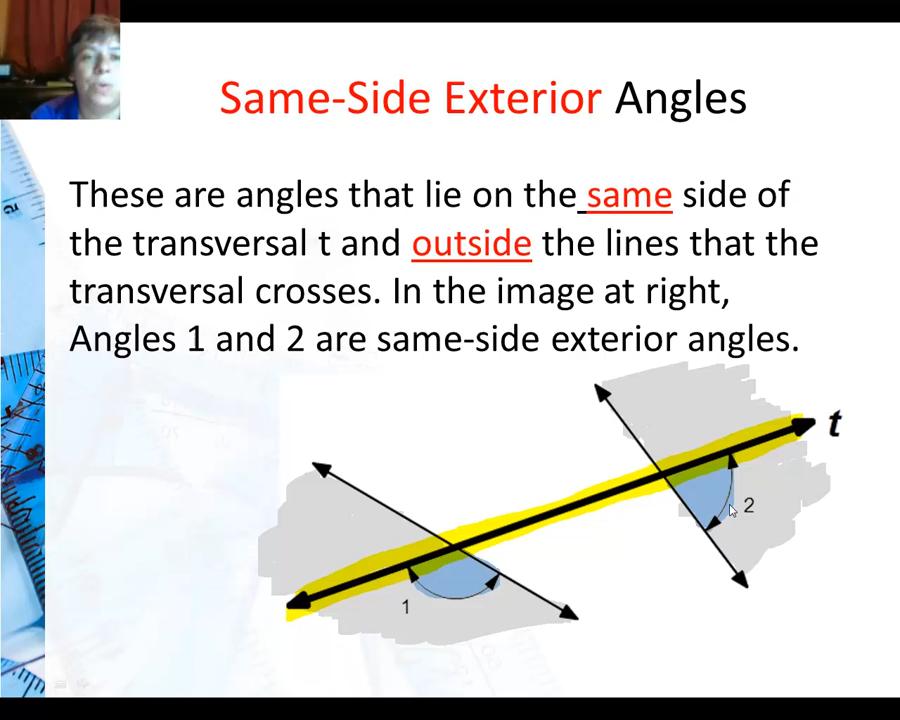 Same-Side Exterior Angles
These are angles that lie on the same side of
the transversal t and outside the lines that the
transversal crosses. In the image at right,
Angles 1 and 2 are same-side exterior angles.
t
2
1